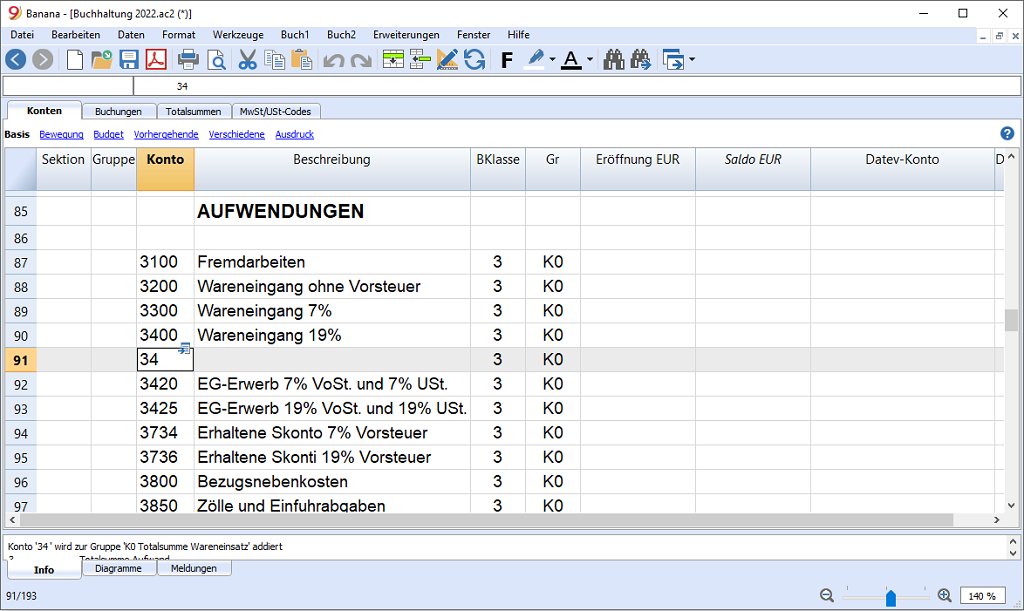 Banana - [Buchhaltung 2022.ac2 (*)]
Datei Bearbeiten Daten Format Werkzeuge Buch1 Buch2 Erweiterungen Fenster Hilfe
F A
34
Konten Buchungen Totalsummen MwSt/USt-Codes
Basis Bewegung Budget Vorhergehende Verschiedene Ausdruck
Sektion Gruppe Konto Beschreibung BKlasse Gr Eröffnung EUR Saldo EUR Datev-Konto D
85 AUFWENDUNGEN
86
87 3100 Fremdarbeiten 3 K0
88 3200 Wareneingang ohne Vorsteuer 3 K0
89 3300 Wareneingang 7% 3 K0
90 3400 Wareneingang 19% 3 K0
91 34 3 K0
92 3420 EG-Erwerb 7% VoSt. und 7% USt. 3 K0
93 3425 EG-Erwerb 19% VoSt. und 19% USt. 3 K0
94 3734 Erhaltene Skonto 7% Vorsteuer 3 K0
95 3736 Erhaltene Skonti 19% Vorsteuer 3 K0
96 3800 Bezugsnebenkosten 3 K0
97 3850 Zölle und Einfuhrabgaben 3 K0
Konto '34 ' wird zur Gruppe 'K0 Totalsumme Wareneinsatz' addiert
Totalsumme Aufwand
Info Diagramme Meldungen
91/193 140 %